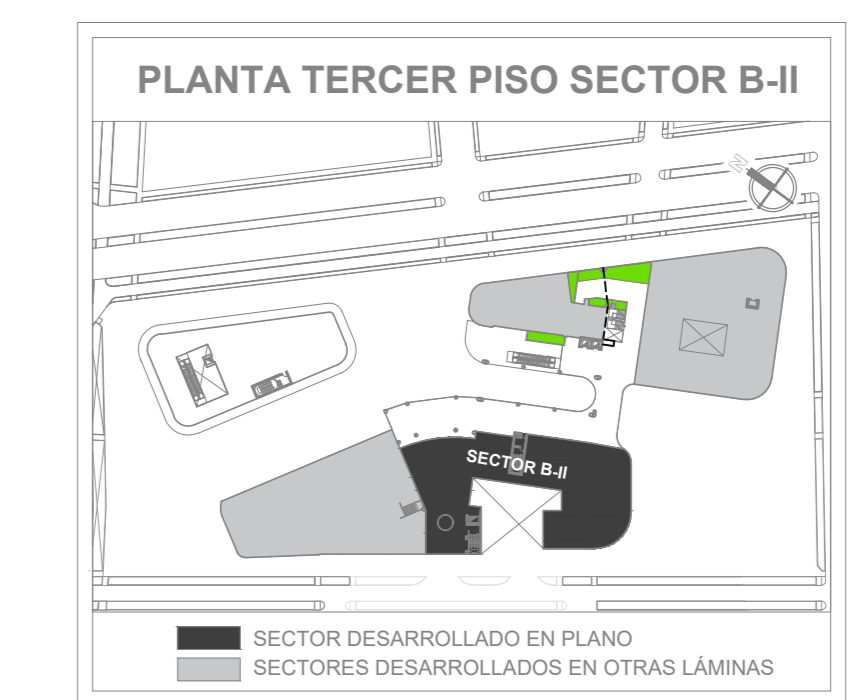 PLANTA TERCER PISO SECTOR B-II
N
SECTOR B-II
SECTOR DESARROLLADO EN PLANO
SECTORES DESARROLLADOS EN OTRAS LÁMINAS